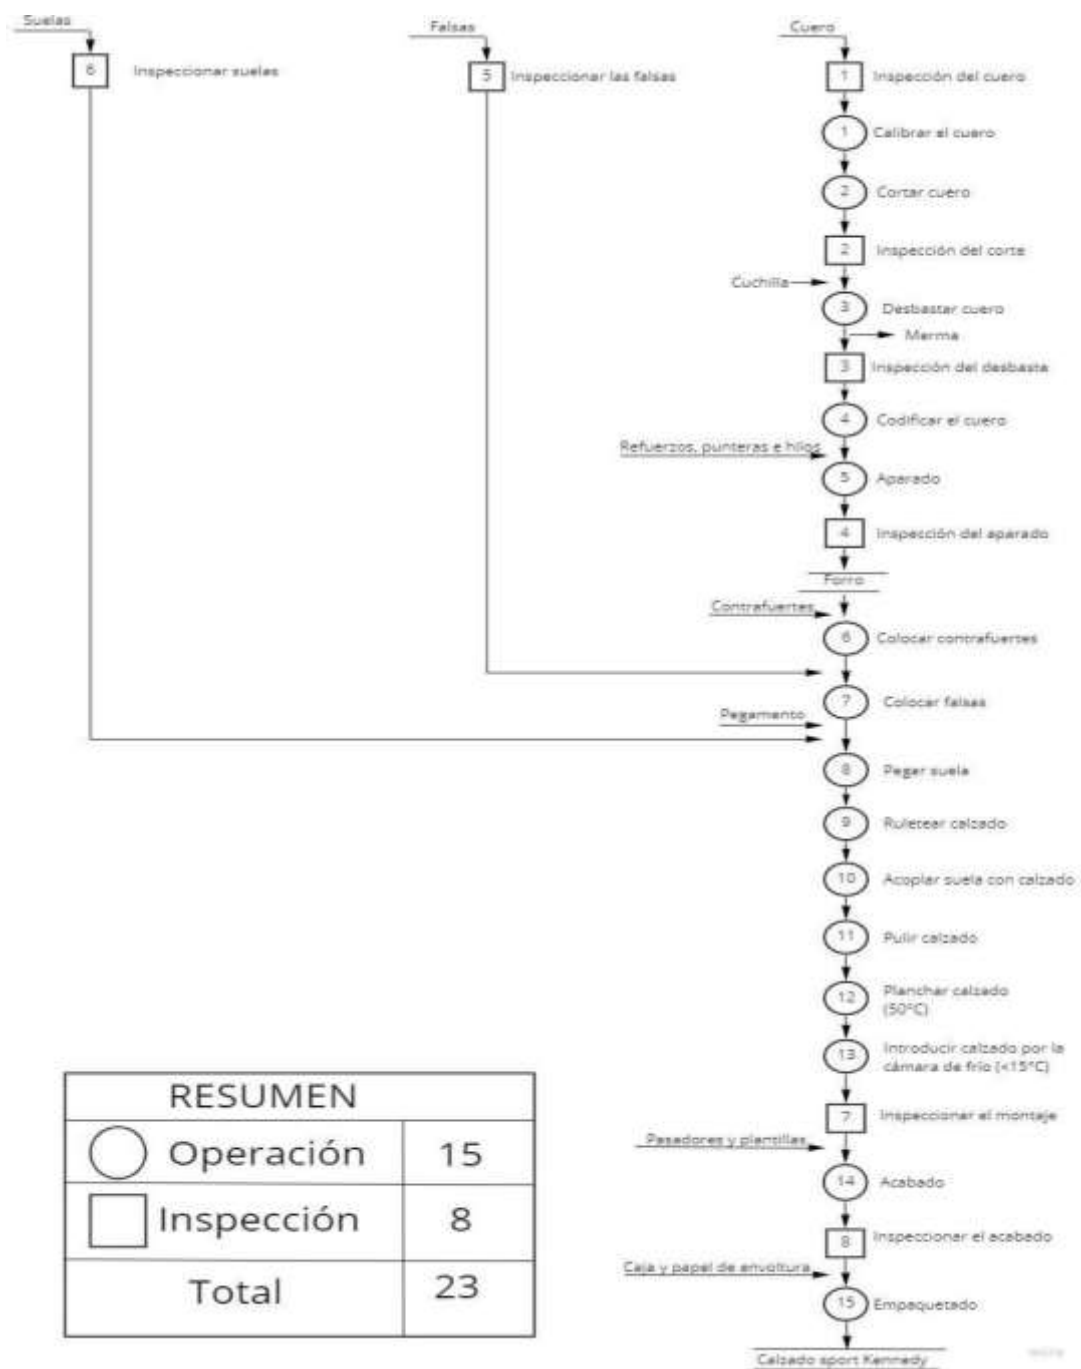 Suelas
6
Inspeccionar suelas
Falsas
5
Inspeccionar las falsas
Cuero
1
Inspección del cuero
1
Calibrar el cuero
2
Cortar cuero
2
Inspección del corte
Cuchilla
3
Desbastar cuero
Merma
3
Inspección del desbasta
4
Codificar el cuero
Refuerzos, punteras e hilos
5
Aparado
4
Inspección del aparado
Forro
Contrafuertes
6
Colocar contrafuertes
7
Colocar falsas
Pegamento
8
Pegar suela
9
Ruletear calzado
10
Acoplar suela con calzado
11
Pulir calzado
12
Planchar calzado
(50°C)
13
Introducir calzado por la
cámara de frío (<15°C)
7
Inspeccionar el montaje
Pasadores y plantillas
14
Acabado
8
Inspeccionar el acabado
Caja y papel de envoltura
15
Empaquetado
Calzado sport Kennedy
RESUMEN
Operación 15
Inspección 8
Total 23